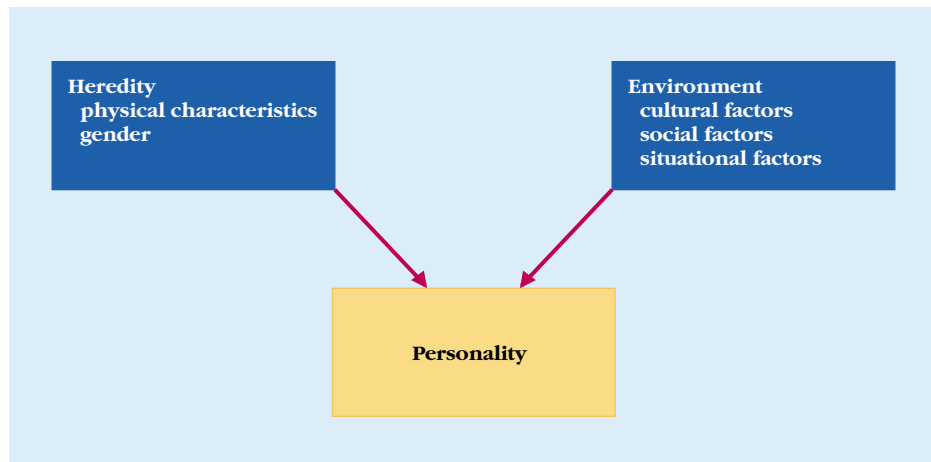 Heredity
physical characteristics
gender
Environment
cultural factors
social factors
situational factors
Personality